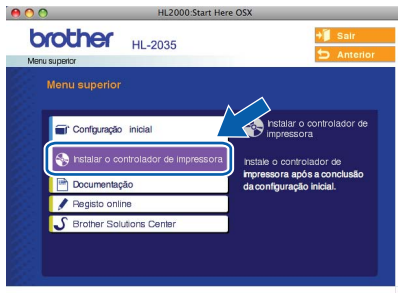 HL2000:Start Here OSX
brother HL-2035
Menu superior
Sair
Anterior
Menu superior
Configuração inicial
Instalar o controlador de impressora
Documentação
Registo online
Brother Solutions Center
Instalar o controlador de
impressora
Instale o controlador de
impressora após a conclusão
da configuração inicial.